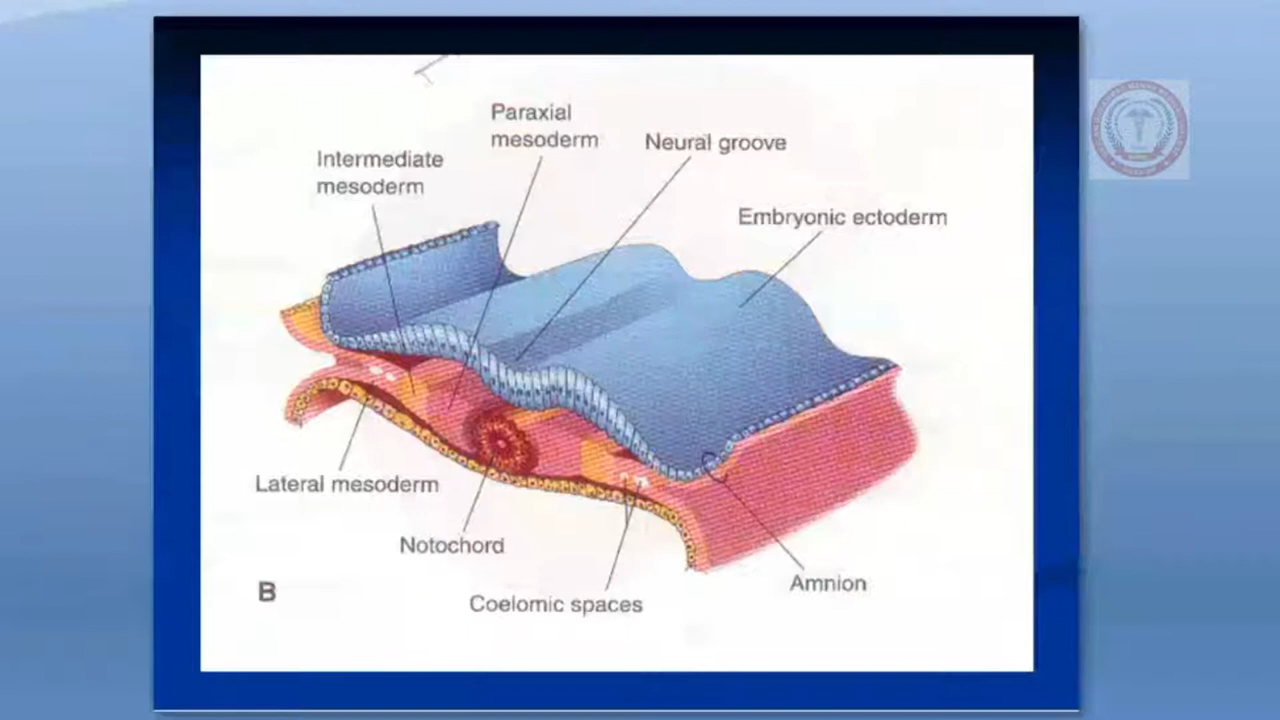 Paraxial
mesoderm
Neural groove
Intermediate
mesoderm
Embryonic ectoderm
Lateral mesoderm
Notochord
Amnion
B
Coelomic spaces